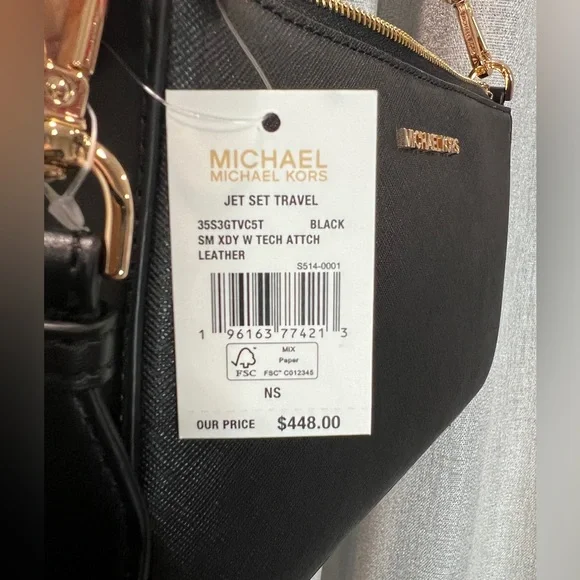 MICHAEL
MICHAEL KORS
JET SET TRAVEL
35S3GTVC5T BLACK
SM XDY W TECH ATTCH
LEATHER
S514-0001
1 96163 77421 3
FSC
MIX
Paper
FSC® C012345
NS
OUR PRICE $448.00
MICHAEL KORS